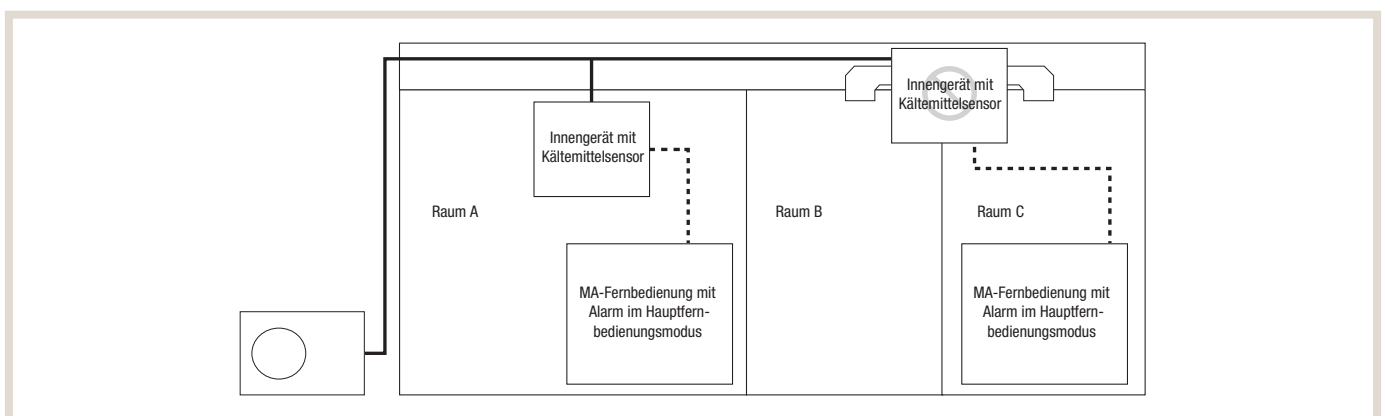 Innengerät mit
Kältemittelsensor
Innengerät mit
Kältemittelsensor
Raum A
Raum B
Raum C
MA-Fernbedienung mit
Alarm im Hauptfern-
bedienungsmodus
MA-Fernbedienung mit
Alarm im Hauptfern-
bedienungsmodus